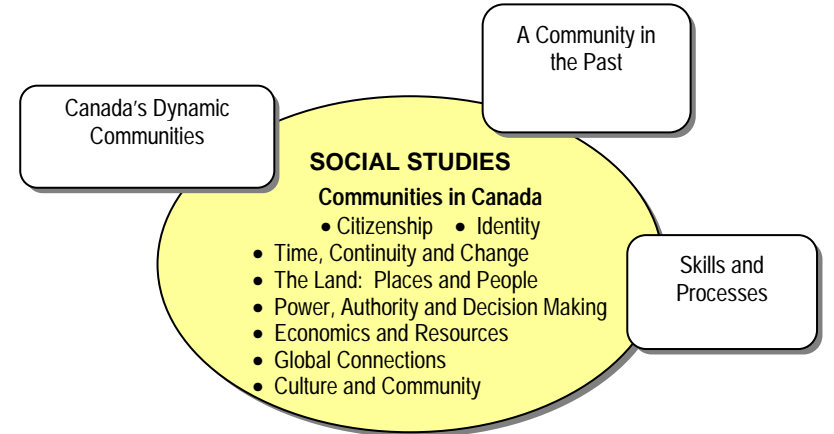 A Community in
the Past
Canada's Dynamic
Communities
SOCIAL STUDIES
Communities in Canada
• Citizenship • Identity
• Time, Continuity and Change
• The Land: Places and People
• Power, Authority and Decision Making
• Economics and Resources
• Global Connections
• Culture and Community
Skills and
Processes